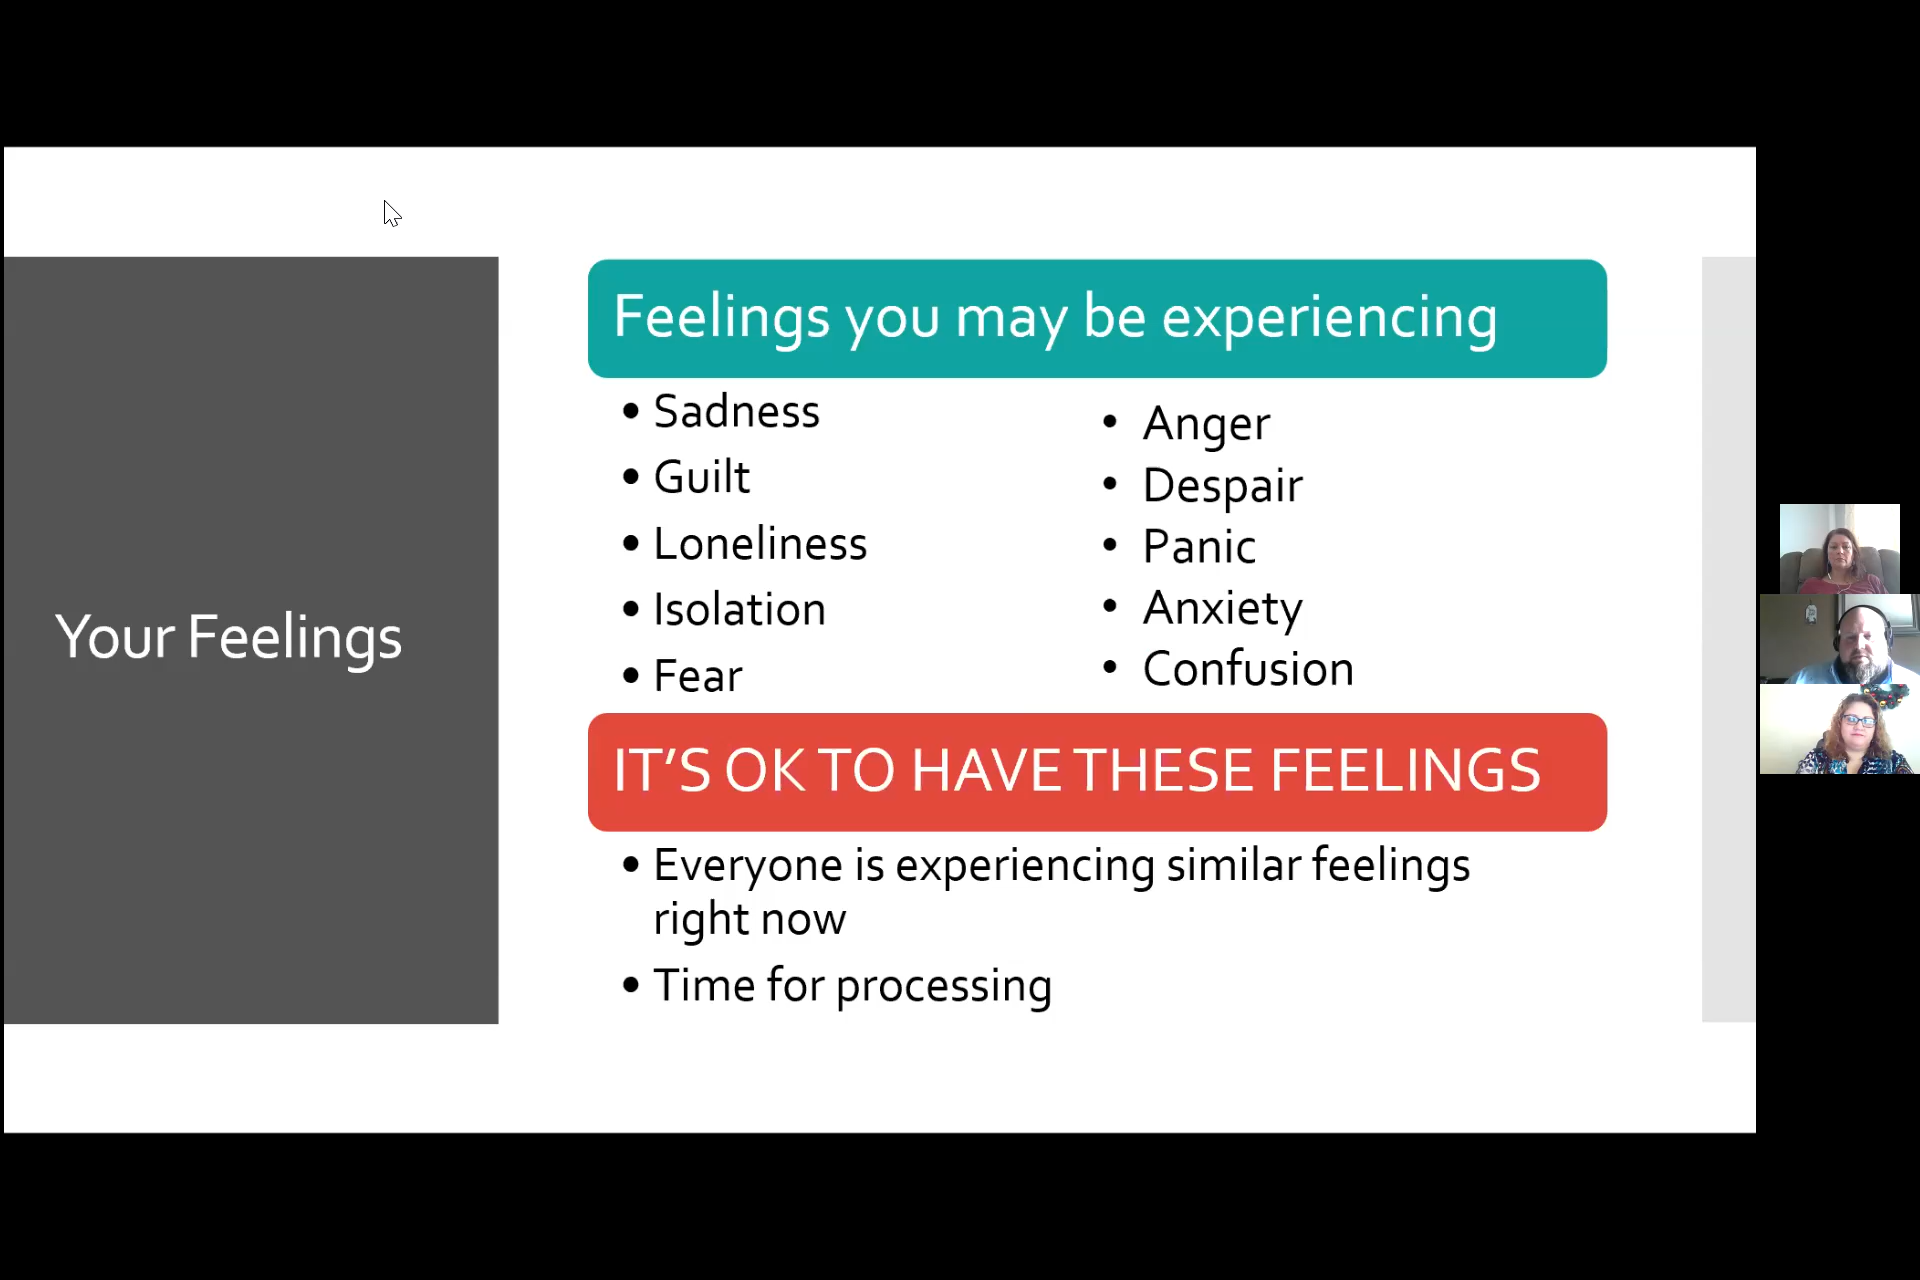 Your Feelings
Feelings you may be experiencing
• Sadness
• Guilt
• Loneliness
• Isolation
• Fear
• Anger
• Despair
• Panic
• Anxiety
• Confusion
IT’S OK TO HAVE THESE FEELINGS
• Everyone is experiencing similar feelings
right now
• Time for processing